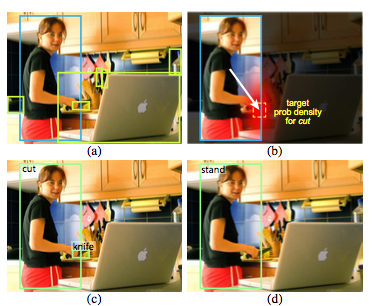 target
prob density
for cut
(a)
(b)
cut
stand
knife
(c)
(d)